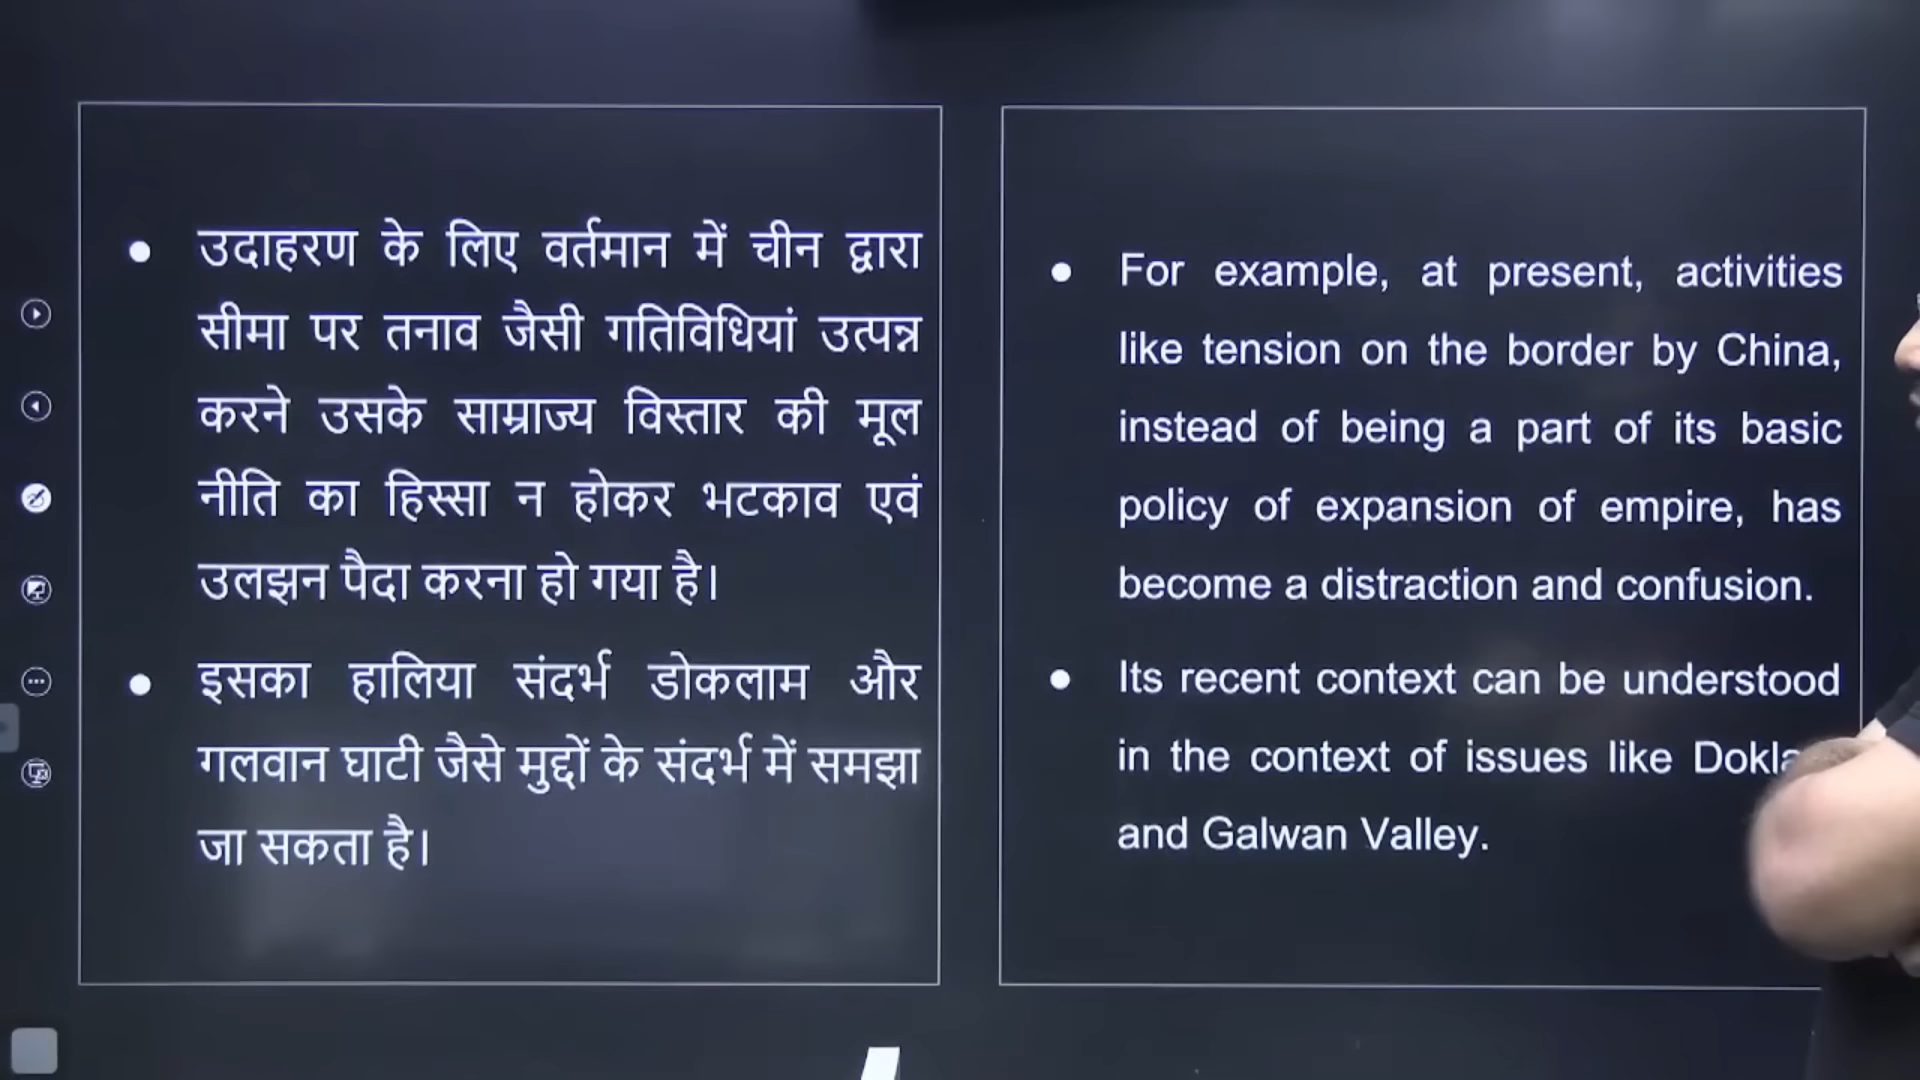 उदाहरण के लिए वर्तमान में चीन द्वारा
सीमा पर तनाव जैसी गतिविधियां उत्पन्न
करने उसके साम्राज्य विस्तार की मूल
नीति का हिस्सा न होकर भटकाव एवं
उलझन पैदा करना हो गया है।
इसका हालिया संदर्भ डोकलाम और
गलवान घाटी जैसे मुद्दों के संदर्भ में समझा
जा सकता है।
For example, at present, activities
like tension on the border by China,
instead of being a part of its basic
policy of expansion of empire, has
become a distraction and confusion.
Its recent context can be understood
in the context of issues like
and Galwan Valley.